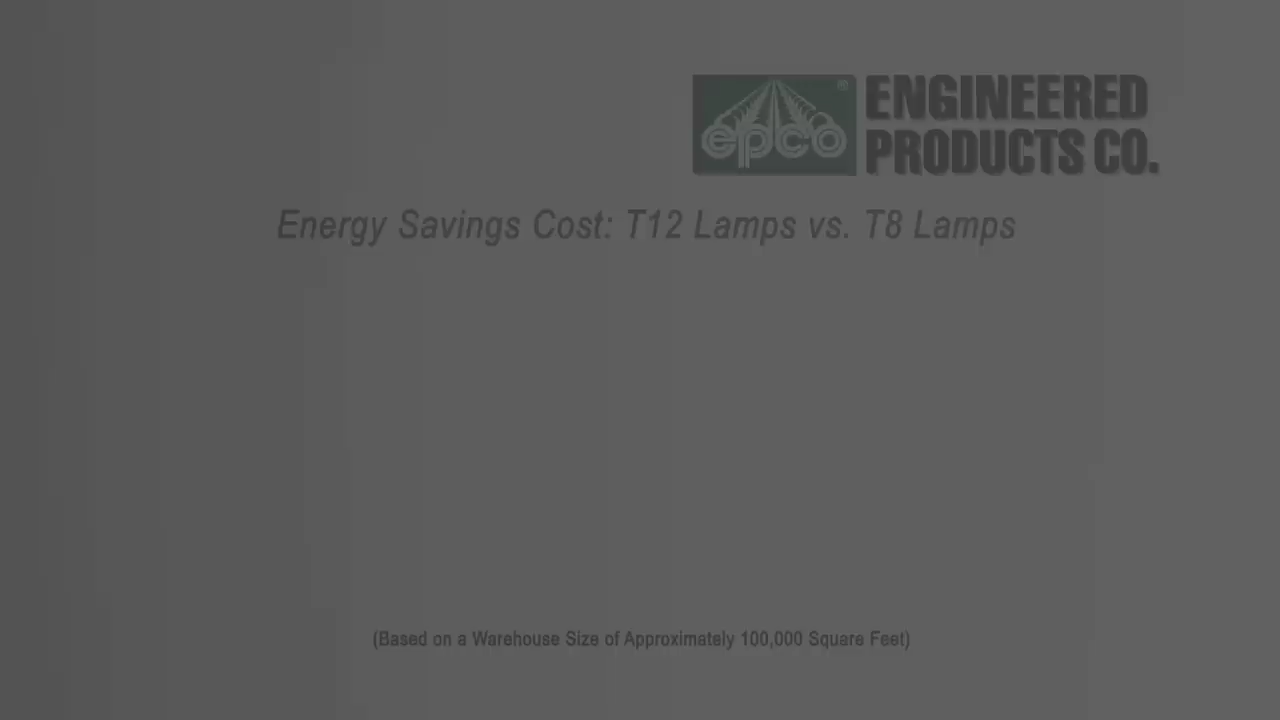 epco®
ENGINEERED
PRODUCTS CO.
Energy Savings Cost: T12 Lamps vs. T8 Lamps
(Based on a Warehouse Size of Approximately 100,000 Square Feet)